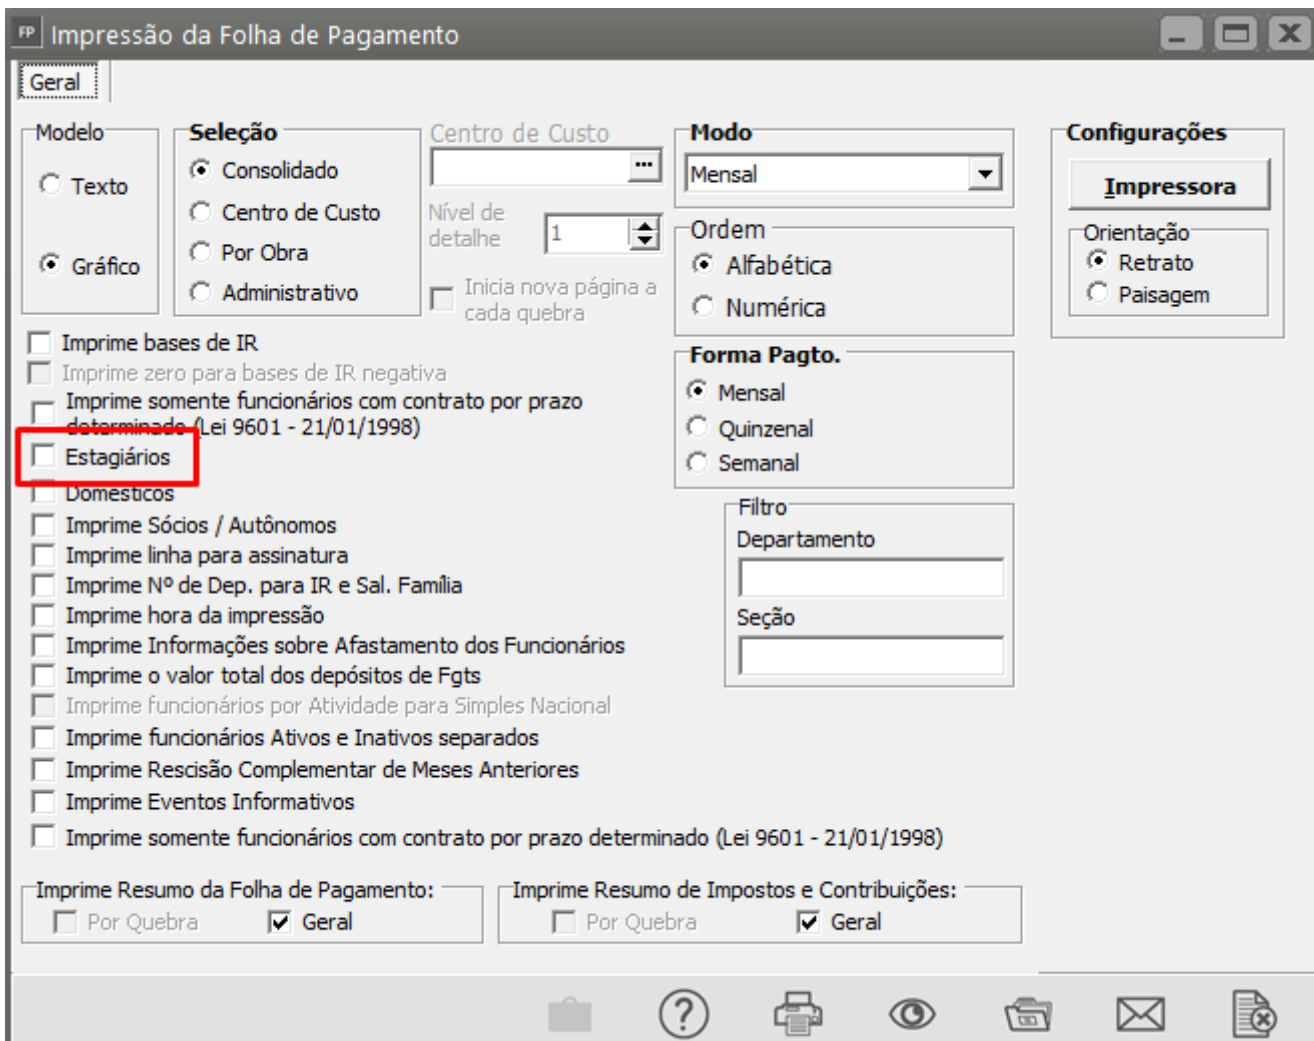 FP Impressão da Folha de Pagamento
Geral
Modelo
Texto
Gráfico
Seleção
Consolidado
Centro de Custo
Por Obra
Administrativo
Centro de Custo
...
Nível de
detalhe
1
Inicia nova página a
cada quebra
Modo
Mensal
Ordem
Alfabética
Numérica
Configurações
Impressora
Orientação
Retrato
Paisagem
Imprime bases de IR
Imprime zero para bases de IR negativa
Imprime somente funcionários com contrato por prazo
determinado (Lei 9601 - 21/01/1998)
Estagiários
Domésticos
Imprime Sócios / Autônomos
Imprime linha para assinatura
Imprime Nº de Dep. para IR e Sal. Família
Imprime hora da impressão
Imprime Informações sobre Afastamento dos Funcionários
Imprime o valor total dos depósitos de Fgts
Imprime funcionários por Atividade para Simples Nacional
Imprime funcionários Ativos e Inativos separados
Imprime Rescisão Complementar de Meses Anteriores
Imprime Eventos Informativos
Imprime somente funcionários com contrato por prazo determinado (Lei 9601 - 21/01/1998)
Forma Pagto.
Mensal
Quinzenal
Semanal
Filtro
Departamento
Seção
Imprime Resumo da Folha de Pagamento:
Por Quebra
Geral
Imprime Resumo de Impostos e Contribuições:
Por Quebra
Geral